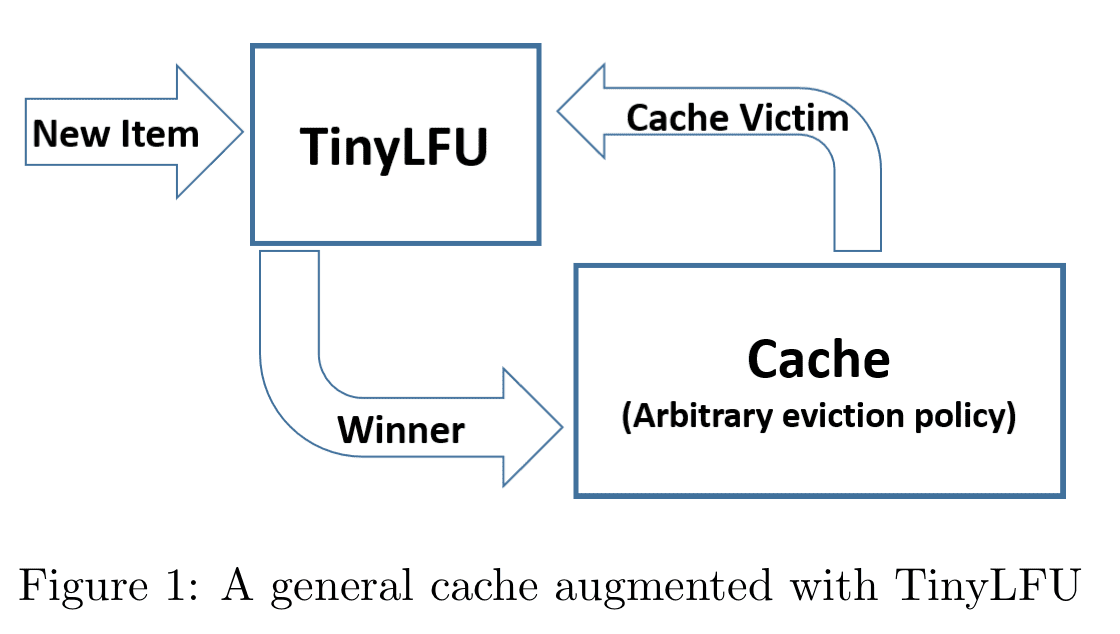 New Item
TinyLFU
Cache Victim
Cache
(Arbitrary eviction policy)
Winner
Figure 1: A general cache augmented with TinyLFU